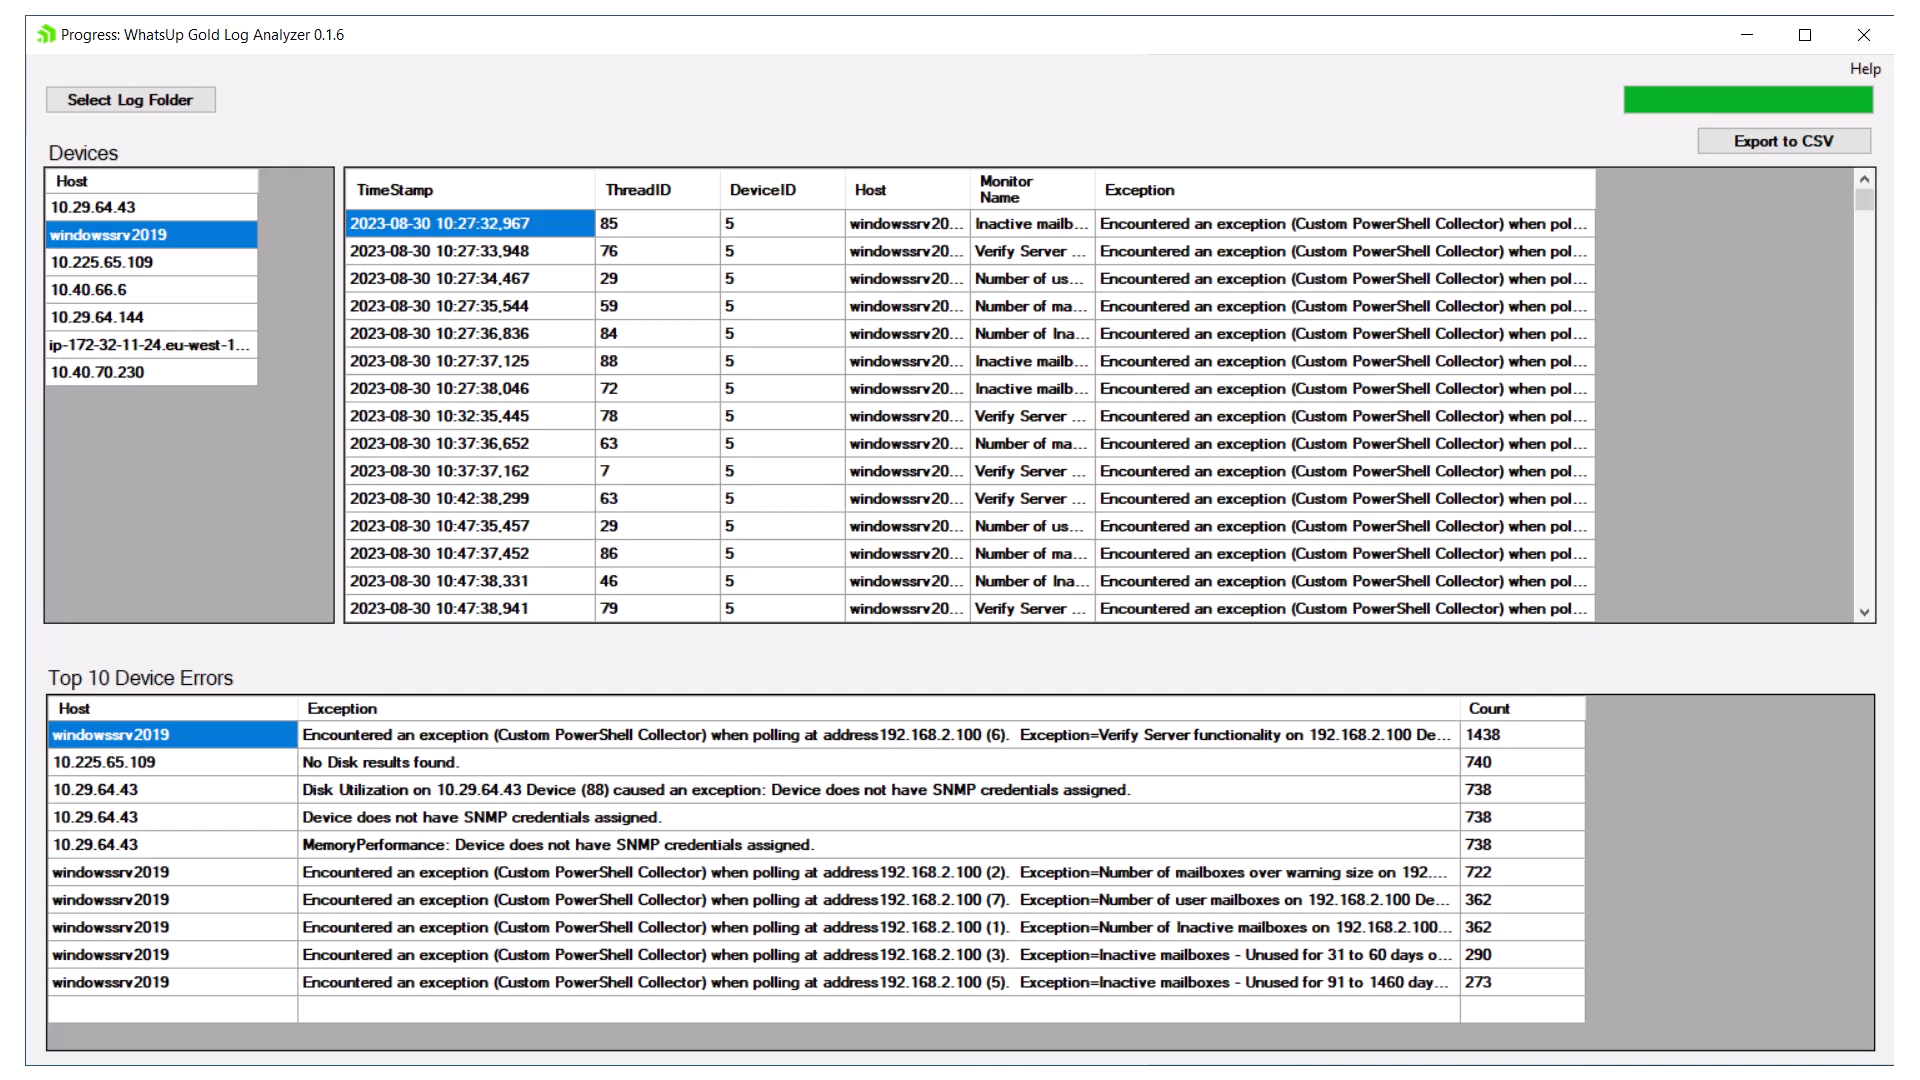 Progress: WhatsUp Gold Log Analyzer 0.1.6
Help
Select Log Folder
Export to CSV
Devices
Host
10.29.64.43
windowssrv2019
10.225.65.109
10.40.66.6
10.29.64.144
ip-172-32-11-24.eu-west-1...
10.40.70.230
TimeStamp ThreadID DeviceID Host Monitor Name Exception
2023-08-30 10:27:32,967 85 5 windowssrv20... Inactive mailb... Encountered an exception (Custom PowerShell Collector) when pol...
2023-08-30 10:27:33,948 76 5 windowssrv20... Verify Server ... Encountered an exception (Custom PowerShell Collector) when pol...
2023-08-30 10:27:34,467 29 5 windowssrv20... Number of us... Encountered an exception (Custom PowerShell Collector) when pol...
2023-08-30 10:27:35,544 59 5 windowssrv20... Number of ma... Encountered an exception (Custom PowerShell Collector) when pol...
2023-08-30 10:27:36,836 84 5 windowssrv20... Number of Ina... Encountered an exception (Custom PowerShell Collector) when pol...
2023-08-30 10:27:37,125 88 5 windowssrv20... Inactive mailb... Encountered an exception (Custom PowerShell Collector) when pol...
2023-08-30 10:27:38,046 72 5 windowssrv20... Inactive mailb... Encountered an exception (Custom PowerShell Collector) when pol...
2023-08-30 10:32:35,445 78 5 windowssrv20... Verify Server ... Encountered an exception (Custom PowerShell Collector) when pol...
2023-08-30 10:37:36,652 63 5 windowssrv20... Number of ma... Encountered an exception (Custom PowerShell Collector) when pol...
2023-08-30 10:37:37,162 7 5 windowssrv20... Verify Server ... Encountered an exception (Custom PowerShell Collector) when pol...
2023-08-30 10:42:38,299 63 5 windowssrv20... Verify Server ... Encountered an exception (Custom PowerShell Collector) when pol...
2023-08-30 10:47:35,457 29 5 windowssrv20... Number of us... Encountered an exception (Custom PowerShell Collector) when pol...
2023-08-30 10:47:37,452 86 5 windowssrv20... Number of ma... Encountered an exception (Custom PowerShell Collector) when pol...
2023-08-30 10:47:38,331 46 5 windowssrv20... Number of Ina... Encountered an exception (Custom PowerShell Collector) when pol...
2023-08-30 10:47:38,941 79 5 windowssrv20... Verify Server ... Encountered an exception (Custom PowerShell Collector) when pol...
Top 10 Device Errors
Host Exception Count
windowssrv2019 Encountered an exception (Custom PowerShell Collector) when polling at address192.168.2.100 (6). Exception=Verify Server functionality on 192.168.2.100 De... 1438
10.225.65.109 No Disk results found. 740
10.29.64.43 Disk Utilization on 10.29.64.43 Device (88) caused an exception: Device does not have SNMP credentials assigned. 738
10.29.64.43 Device does not have SNMP credentials assigned. 738
10.29.64.43 MemoryPerformance: Device does not have SNMP credentials assigned. 738
windowssrv2019 Encountered an exception (Custom PowerShell Collector) when polling at address192.168.2.100 (2). Exception=Number of mailboxes over warning size on 192.... 722
windowssrv2019 Encountered an exception (Custom PowerShell Collector) when polling at address192.168.2.100 (7). Exception=Number of user mailboxes on 192.168.2.100 De... 362
windowssrv2019 Encountered an exception (Custom PowerShell Collector) when polling at address192.168.2.100 (1). Exception=Number of Inactive mailboxes on 192.168.2.100... 362
windowssrv2019 Encountered an exception (Custom PowerShell Collector) when polling at address192.168.2.100 (3). Exception=Inactive mailboxes - Unused for 31 to 60 days o... 290
windowssrv2019 Encountered an exception (Custom PowerShell Collector) when polling at address192.168.2.100 (5). Exception=Inactive mailboxes - Unused for 91 to 1460 day... 273